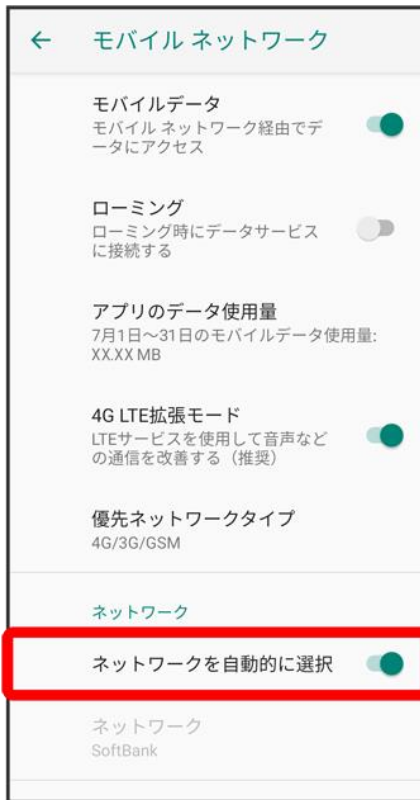 モバイル ネットワーク
モバイルデータ
モバイル ネットワーク経由でデ
ータにアクセス
ローミング
ローミング時にデータサービス
に接続する
アプリのデータ使用量
7月1日～31日のモバイルデータ使用量:
XX.XX MB
4G LTE拡張モード
LTEサービスを使用して音声など
の通信を改善する（推奨）
優先ネットワークタイプ
4G/3G/GSM
ネットワーク
ネットワークを自動的に選択
ネットワーク
SoftBank